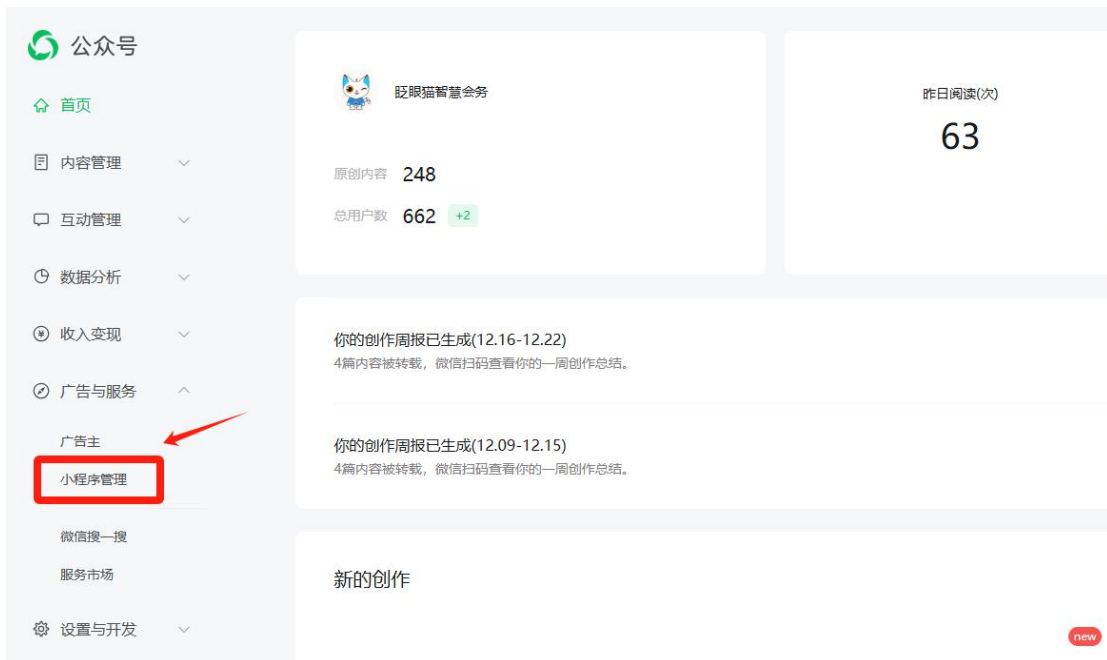 公众号
首页
内容管理
互动管理
数据分析
收入变现
广告与服务
广告主
小程序管理
微信搜一搜
服务市场
设置与开发
眨眼猫智慧会务
原创内容 248
总用户数 662 +2
昨日阅读(次)
63
你的创作周报已生成(12.16-12.22)
4篇内容被转载，微信扫码查看你的一周创作总结。
你的创作周报已生成(12.09-12.15)
4篇内容被转载，微信扫码查看你的一周创作总结。
新的创作
new